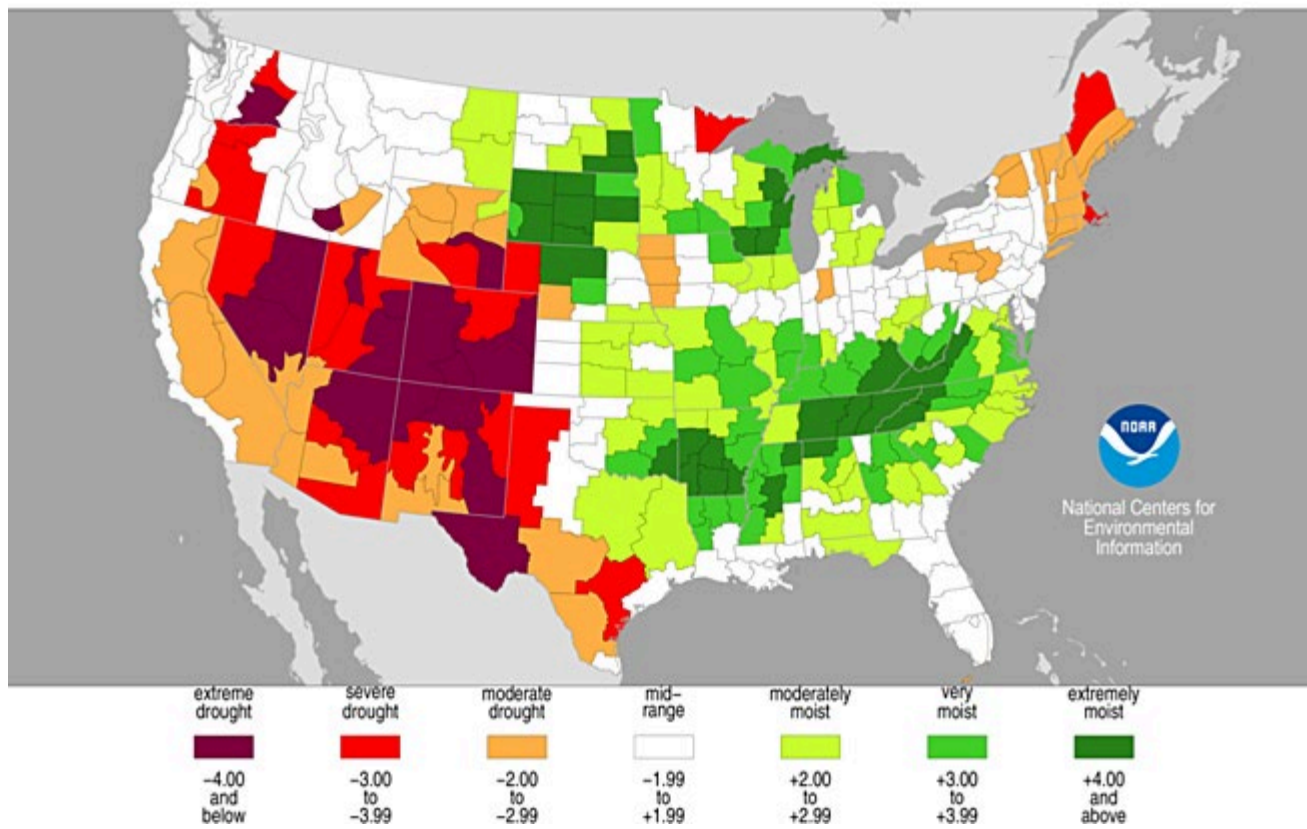 NOAA
National Centers for
Environmental
Information
extreme
drought
severe
drought
moderate
drought
mid–
range
moderately
moist
very
moist
extremely
moist
–4.00
and
below
–3.00
to
–3.99
–2.00
to
–2.99
–1.99
to
+1.99
+2.00
to
+2.99
+3.00
to
+3.99
+4.00
and
above